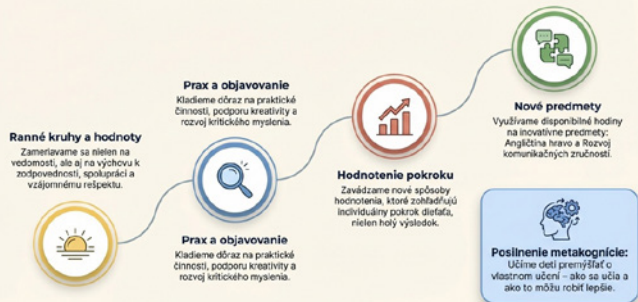 Ranné kruhy a hodnoty
Zameriavame sa nielen na
vedomosti, ale aj na výchovu k
zodpovednosti, spolupráci a
vzájomnému rešpektu.
Prax a objavovanie
Kladieme dôraz na praktické
činnosti, podporu kreativity a
rozvoj kritického myslenia.
Prax a objavovanie
Kladieme dôraz na praktické
činnosti, podporu kreativity a
rozvoj kritického myslenia.
Hodnotenie pokroku
Zavádzame nové spôsoby
hodnotenia, ktoré zohľadňujú
individuálny pokrok dieťaťa,
nielen holý výsledok.
Nové predmety
Využívame disponibilné hodiny
na inovatívne predmety:
Angličtina hravo a Rozvoj
komunikačných zručností.
Posilnenie metakognície:
Učíme deti premýšľať o
vlastnom učení – ako sa učia a
ako to môžu robiť lepšie.